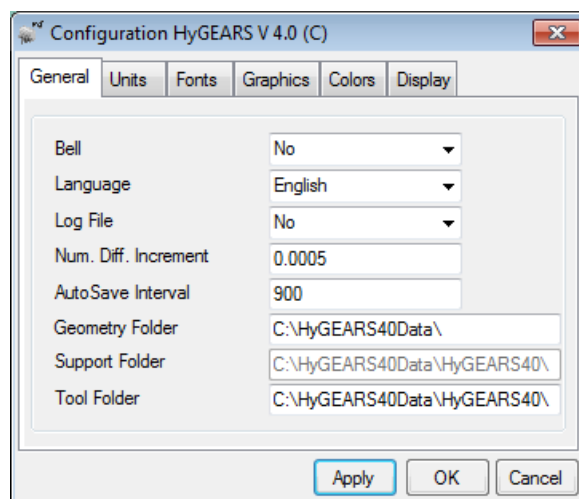 Configuration HyGEARS V 4.0 (C)
General Units Fonts Graphics Colors Display
Bell No
Language English
Log File No
Num. Diff. Increment 0.0005
AutoSave Interval 900
Geometry Folder C:\HyGEARS40Data\
Support Folder C:\HyGEARS40Data\HyGEARS40\
Tool Folder C:\HyGEARS40Data\HyGEARS40\
Apply OK Cancel